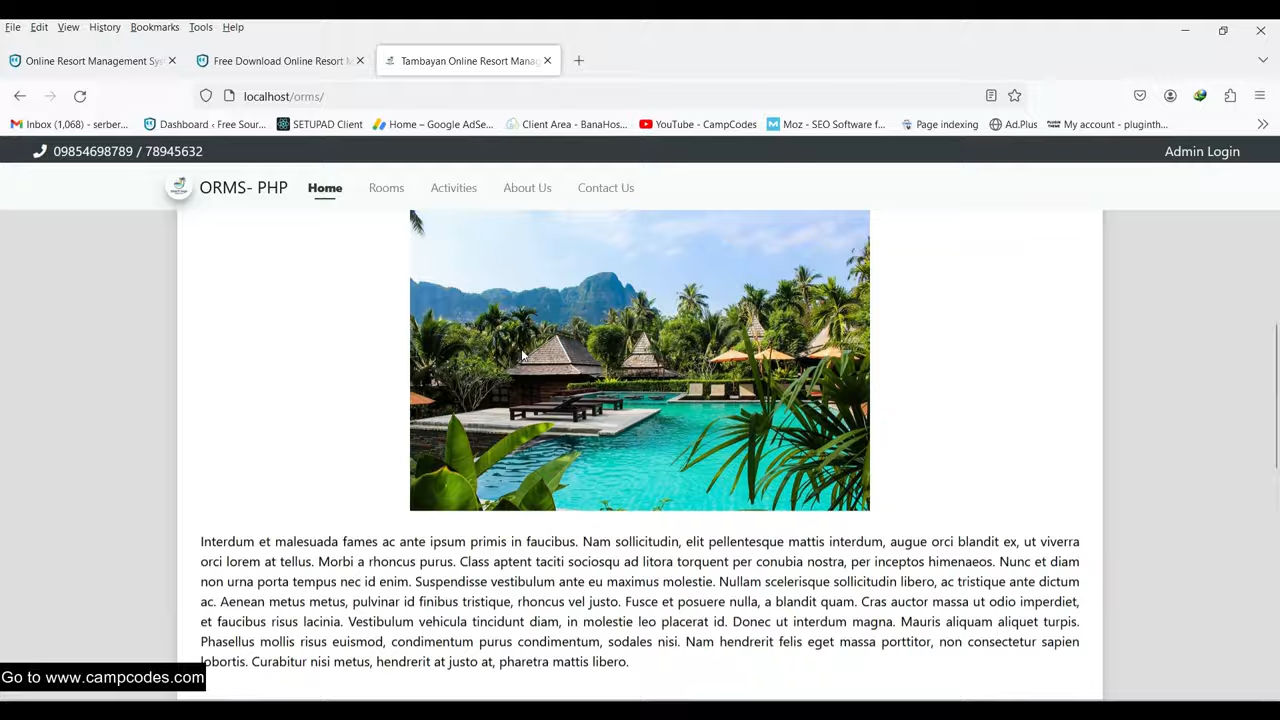 File Edit View History Bookmarks Tools Help
Online Resort Management Sys
Free Download Online Resort M
Tambayan Online Resort Manag
localhost/orms/
Inbox (1,068) - serber... Dashboard ‹ Free Sour... SETUPAD Client Home – Google AdSe... Client Area - BanaHos... YouTube - CampCodes Moz - SEO Software f... Page indexing Ad.Plus My account - pluginth...
09854698789 / 78945632 Admin Login
ORMS- PHP Home Rooms Activities About Us Contact Us
Interdum et malesuada fames ac ante ipsum primis in faucibus. Nam sollicitudin, elit pellentesque mattis interdum, augue orci blandit ex, ut viverra
orci lorem at tellus. Morbi a rhoncus purus. Class aptent taciti sociosqu ad litora torquent per conubia nostra, per inceptos himenaeos. Nunc et diam
non urna porta tempus nec id enim. Suspendisse vestibulum ante eu maximus molestie. Nullam scelerisque sollicitudin libero, ac tristique ante dictum
ac. Aenean metus metus, pulvinar id finibus tristique, rhoncus vel justo. Fusce et posuere nulla, a blandit quam. Cras auctor massa ut odio imperdiet,
et faucibus risus lacinia. Vestibulum vehicula tincidunt diam, in molestie leo placerat id. Donec ut interdum magna. Mauris aliquam aliquet turpis.
Phasellus mollis risus euismod, condimentum purus condimentum, sodales nisi. Nam hendrerit felis eget massa porttitor, non consectetur sapien
lobortis. Curabitur nisi metus, hendrerit at justo at, pharetra mattis libero.
Go to www.campcodes.com